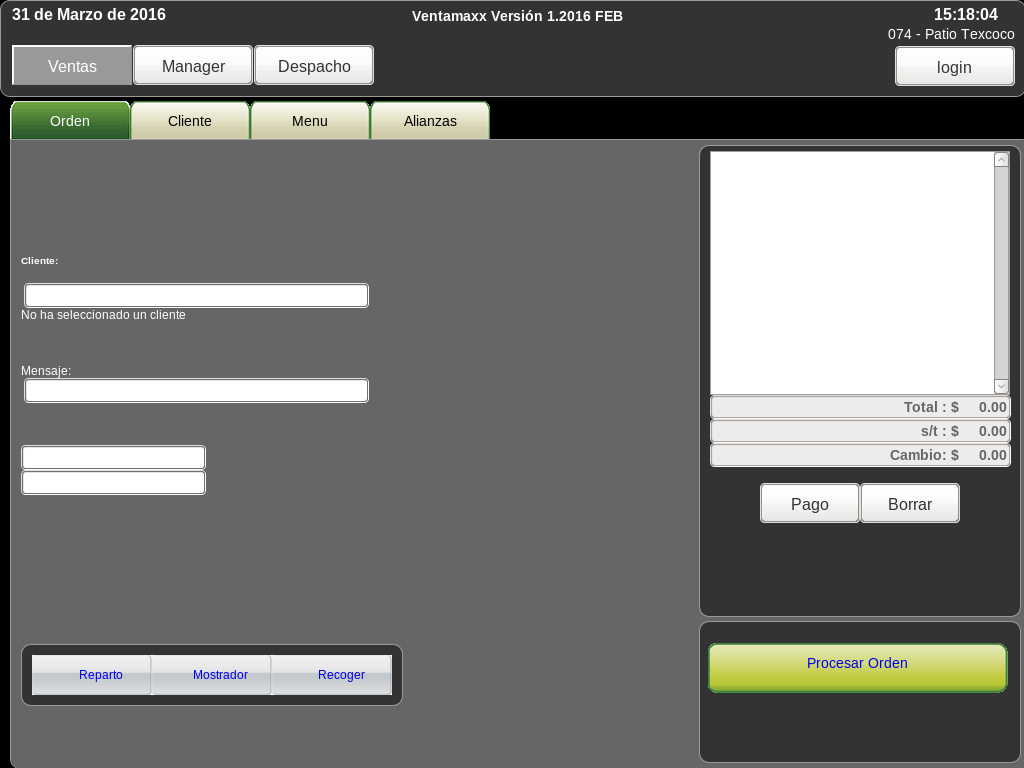 31 de Marzo de 2016
Ventamaxx Versión 1.2016 FEB
15:18:04
074 - Patio Texcoco
Ventas
Manager
Despacho
login
Orden
Cliente
Menu
Alianzas
Cliente:
No ha seleccionado un cliente
Mensaje:
Total : $ 0.00
s/t : $ 0.00
Cambio: $ 0.00
Pago
Borrar
Reparto
Mostrador
Recoger
Procesar Orden